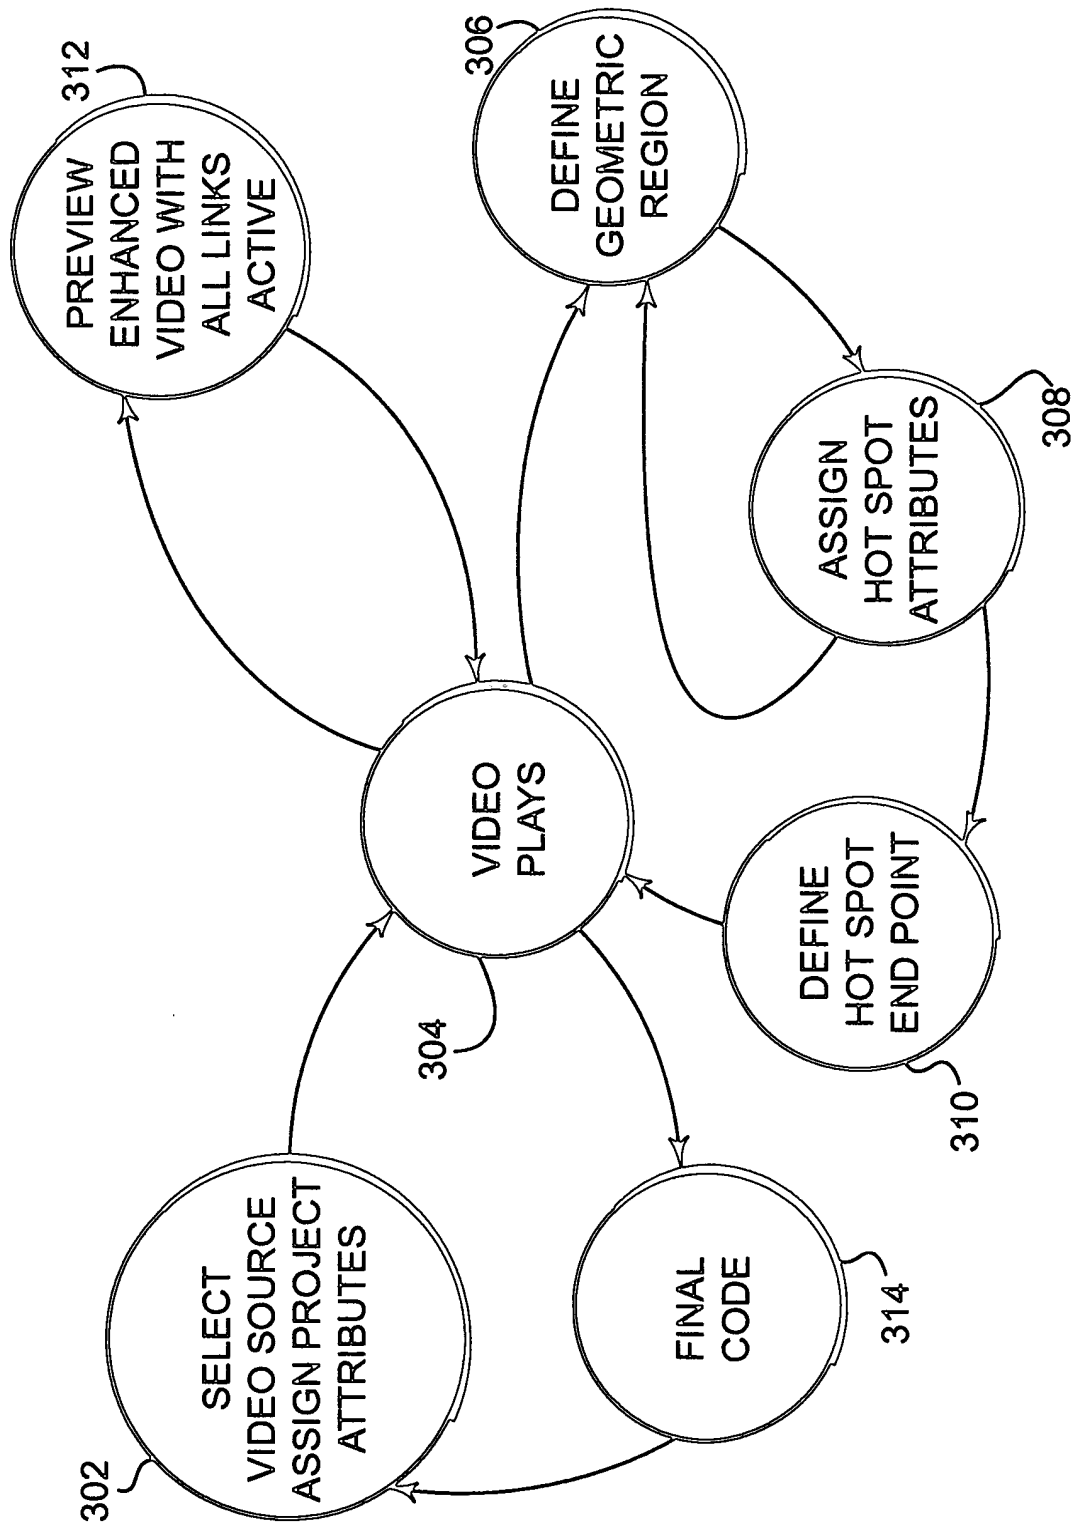 302
SELECT
VIDEO SOURCE
ASSIGN PROJECT
ATTRIBUTES
304
VIDEO
PLAYS
312
PREVIEW
ENHANCED
VIDEO WITH
ALL LINKS
ACTIVE
306
DEFINE
GEOMETRIC
REGION
308
ASSIGN
HOT SPOT
ATTRIBUTES
310
DEFINE
HOT SPOT
END POINT
314
FINAL
CODE